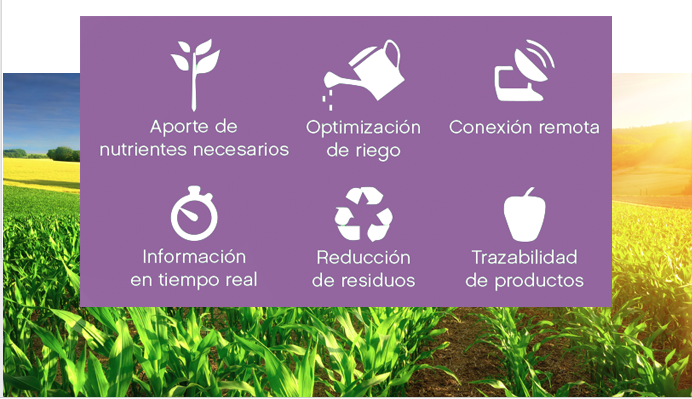 Aporte de
nutrientes necesarios
Optimización
de riego
Conexión remota
Información
en tiempo real
Reducción
de residuos
Trazabilidad
de productos